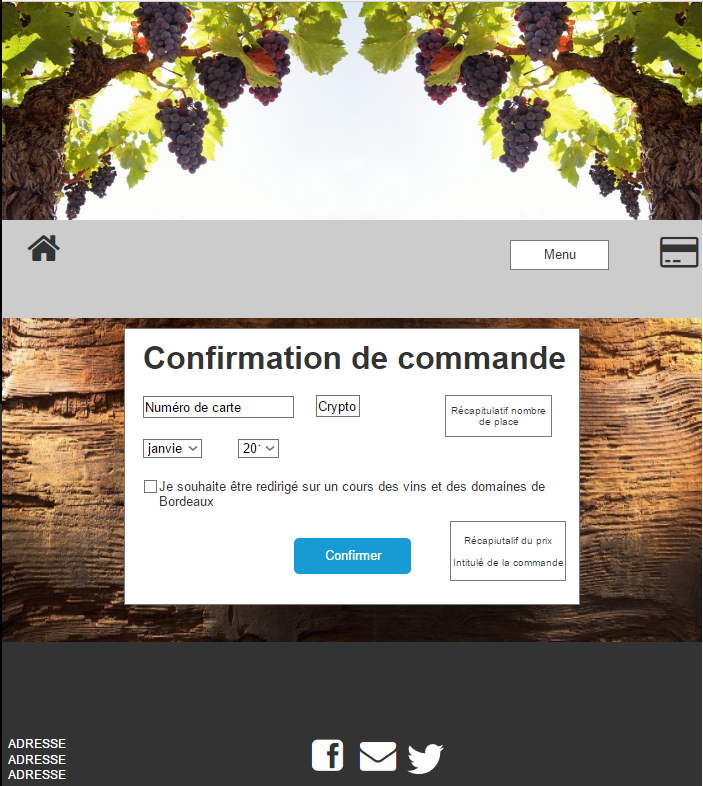 Menu
Confirmation de commande
Numéro de carte
Crypto
Récapitulatif nombre
de place
janvie
Je souhaite être redirigé sur un cours des vins et des domaines de
Bordeaux
Confirmer
Récapiutalif du prix
Intitulé de la commande
ADRESSE
ADRESSE
ADRESSE